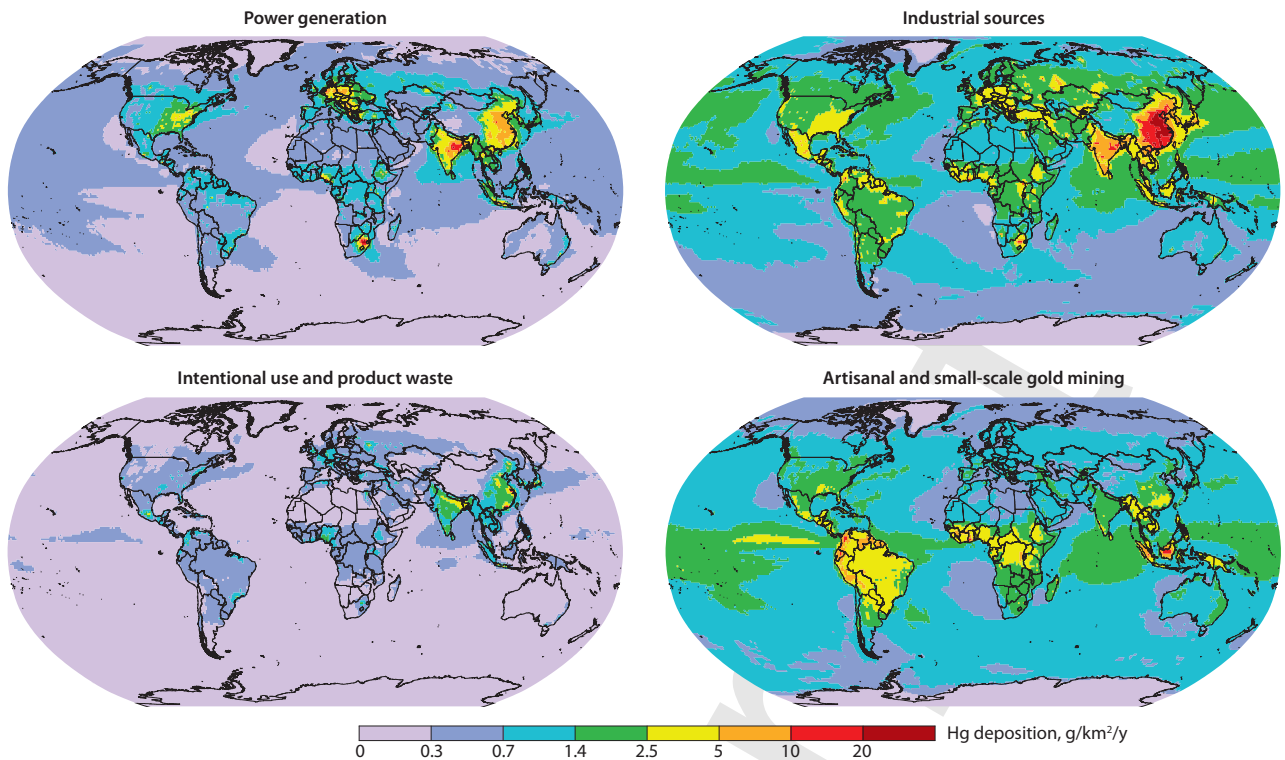 Power generation
Industrial sources
Intentional use and product waste
Artisanal and small-scale gold mining
Hg deposition, g/km²/y
0 0.3 0.7 1.4 2.5 5 10 20